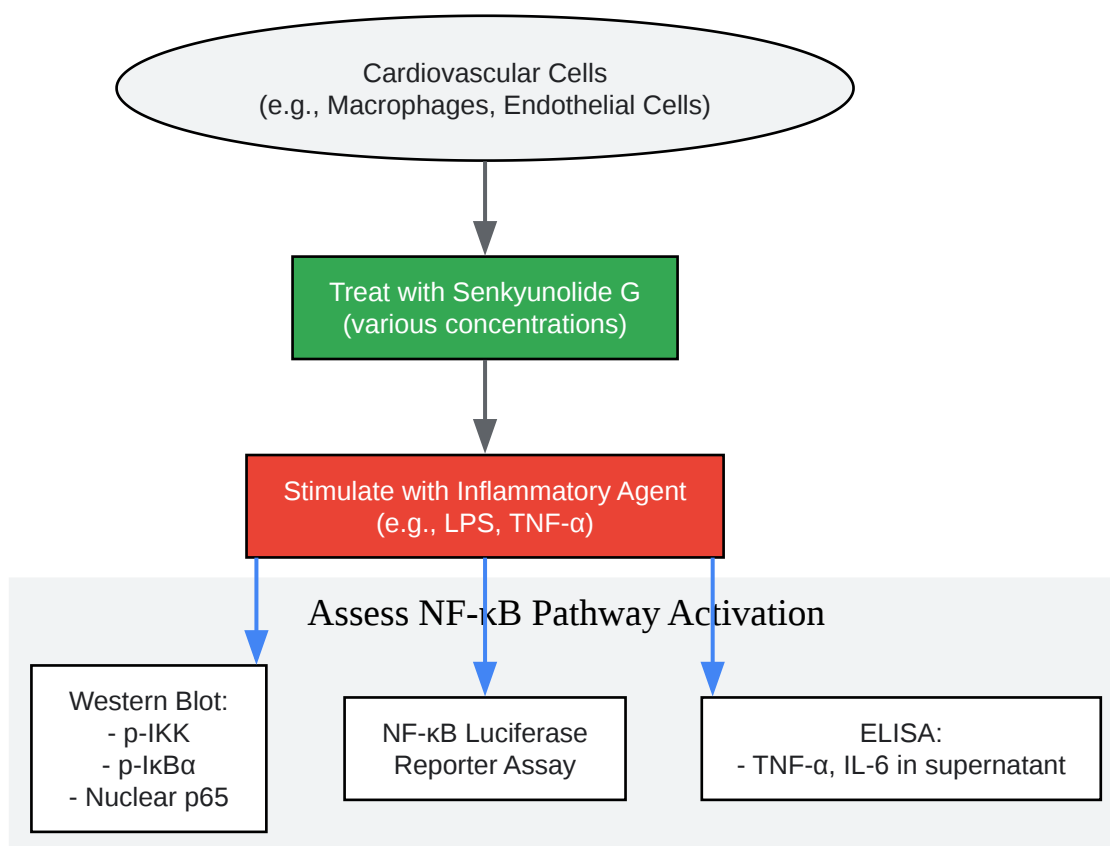 Cardiovascular Cells
(e.g., Macrophages, Endothelial Cells)
Treat with Senkyunolide G
(various concentrations)
Stimulate with Inflammatory Agent
(e.g., LPS, TNF-α)
Assess NF-κB Pathway Activation
Western Blot:
- p-IKK
- p-IκBα
- Nuclear p65
NF-κB Luciferase
Reporter Assay
ELISA:
- TNF-α, IL-6 in supernatant